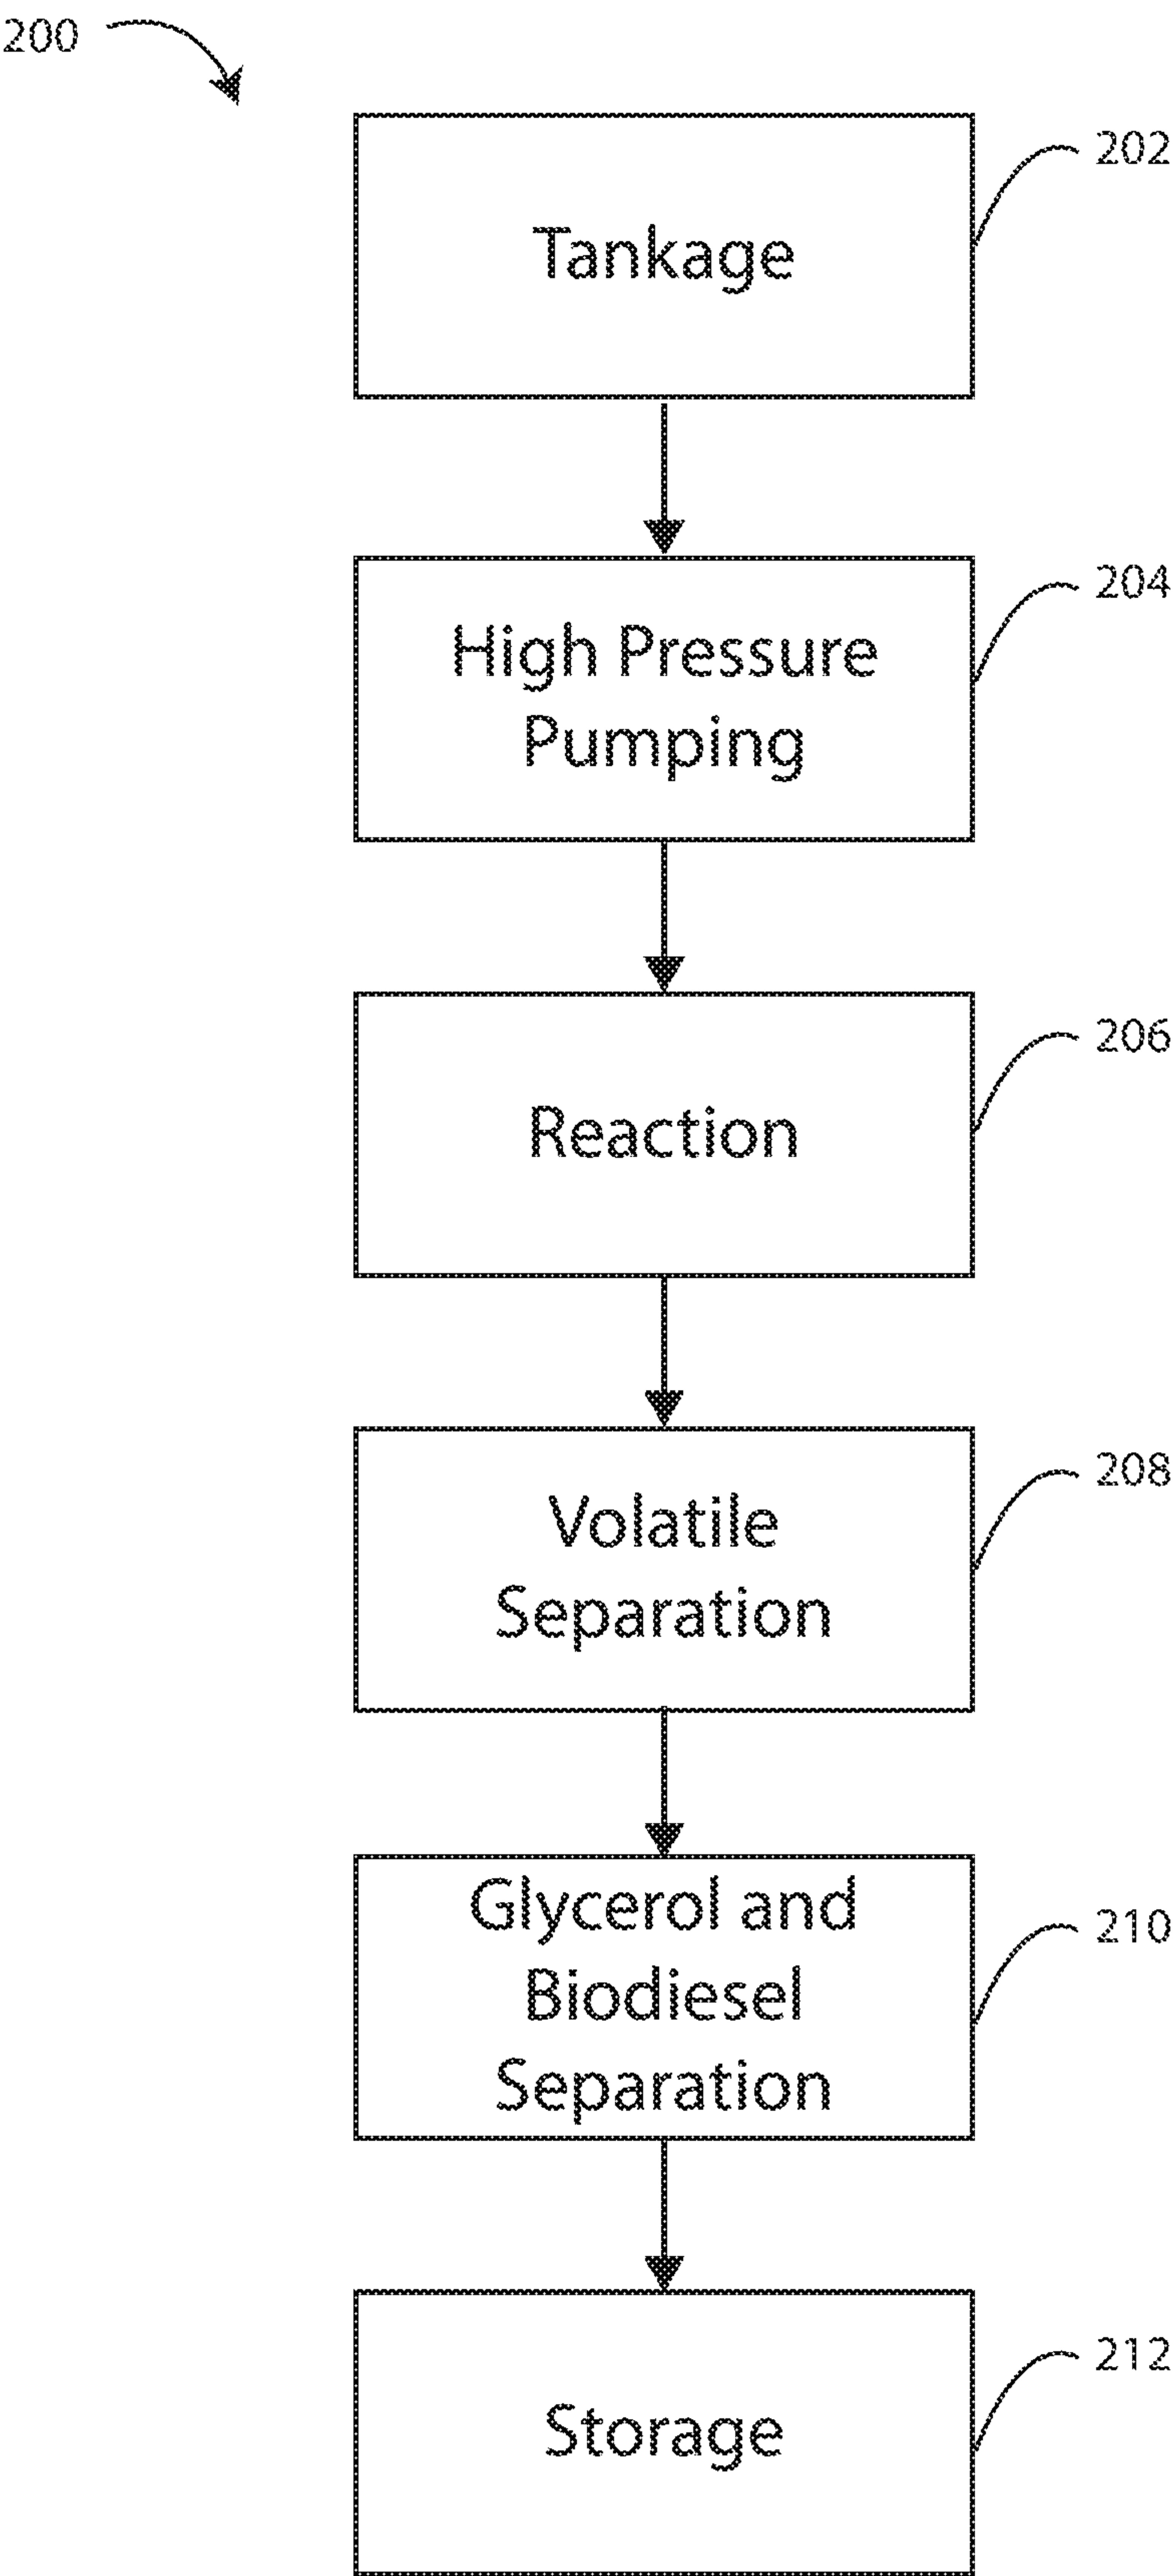 200
202
Tankage
204
High Pressure
Pumping
206
Reaction
208
Volatile
Separation
210
Glycerol and
Biodiesel
Separation
212
Storage